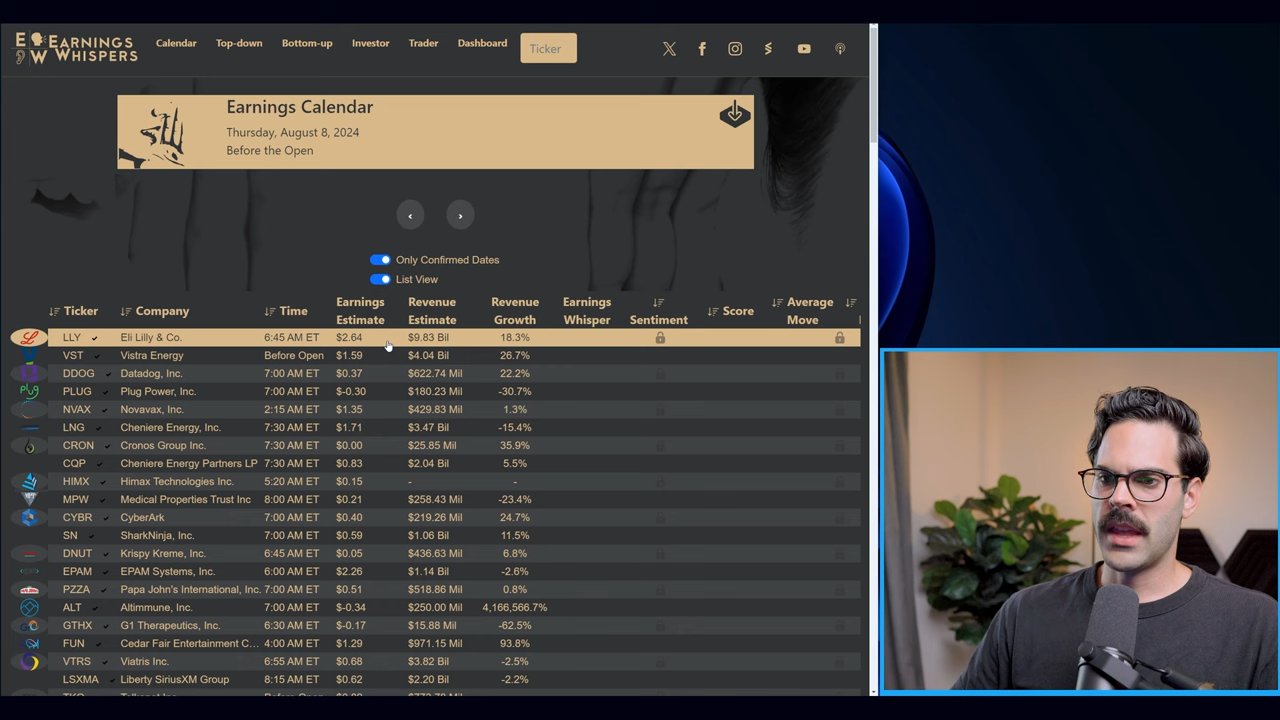 EARNINGS
WHISPERS
Calendar Top-down Bottom-up Investor Trader Dashboard Ticker
Earnings Calendar
Thursday, August 8, 2024
Before the Open
Only Confirmed Dates
List View
Ticker Company Time Earnings Estimate Revenue Estimate Revenue Growth Earnings Whisper Sentiment Score Average Move
LLY Eli Lilly & Co. 6:45 AM ET $2.64 $9.83 Bil 18.3%
VST Vistra Energy Before Open $1.59 $4.04 Bil 26.7%
DDOG Datadog, Inc. 7:00 AM ET $0.37 $622.74 Mil 22.2%
PLUG Plug Power, Inc. 7:00 AM ET $-0.30 $180.23 Mil -30.7%
NVAX Novavax, Inc. 2:15 AM ET $1.35 $429.83 Mil 1.3%
LNG Cheniere Energy, Inc. 7:30 AM ET $1.71 $3.47 Bil -15.4%
CRON Cronos Group Inc. 7:30 AM ET $0.00 $25.85 Mil 35.9%
CQP Cheniere Energy Partners LP 7:30 AM ET $0.83 $2.04 Bil 5.5%
HIMX Himax Technologies Inc. 5:20 AM ET $0.15 - -
MPW Medical Properties Trust Inc 8:00 AM ET $0.21 $258.43 Mil -23.4%
CYBR CyberArk 7:00 AM ET $0.40 $219.26 Mil 24.7%
SN SharkNinja, Inc. 7:00 AM ET $0.59 $1.06 Bil 11.5%
DNUT Krispy Kreme, Inc. 6:45 AM ET $0.05 $436.63 Mil 6.8%
EPAM EPAM Systems, Inc. 6:00 AM ET $2.26 $1.14 Bil -2.6%
PZZA Papa John's International, Inc. 7:00 AM ET $0.51 $518.86 Mil 0.8%
ALT Altimmune, Inc. 7:00 AM ET $-0.34 $250.00 Mil 4,166,566.7%
GTHX G1 Therapeutics, Inc. 6:30 AM ET $-0.17 $15.88 Mil -62.5%
FUN Cedar Fair Entertainment C... 4:00 AM ET $1.29 $971.15 Mil 93.8%
VTRS Viatris Inc. 6:55 AM ET $0.68 $3.82 Bil -2.5%
LSXMA Liberty SiriusXM Group 8:15 AM ET $0.62 $2.20 Bil -2.2%